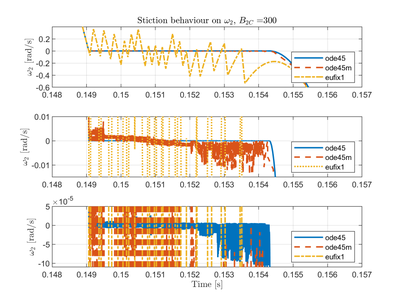 Stiction behaviour on ω₂, B₂C =300
ω₂ [rad/s]
0.4
0.2
0
-0.2
-0.4
-0.6
0.148 0.149 0.15 0.151 0.152 0.153 0.154 0.155 0.156 0.157
ode45
ode45m
eufix1
ω₂ [rad/s]
0.01
0
-0.01
0.148 0.149 0.15 0.151 0.152 0.153 0.154 0.155 0.156 0.157
ode45
ode45m
eufix1
ω₂ [rad/s]
×10⁻⁵
5
0
-5
-10
0.148 0.149 0.15 0.151 0.152 0.153 0.154 0.155 0.156 0.157
ode45
ode45m
eufix1
Time [s]